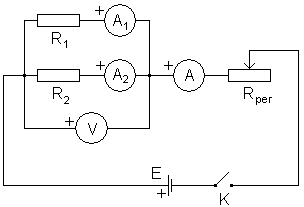 + A₁
R₁
+ A₂ + A
R₂ Rper
+ V
E
+ K